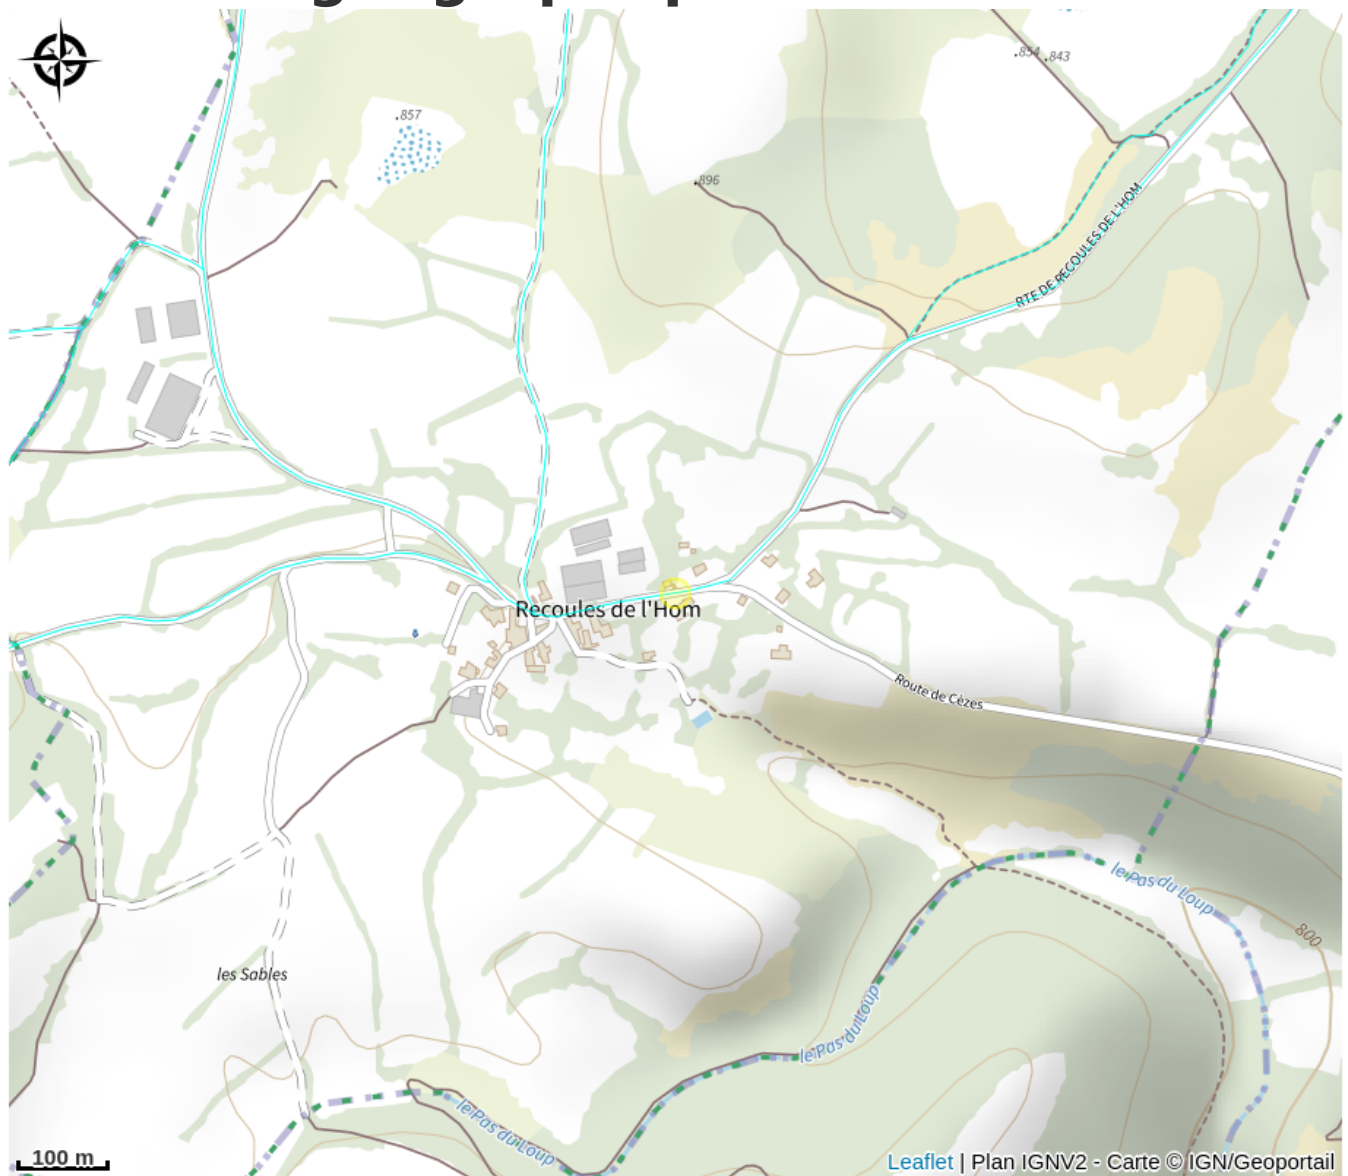 .854
.843
.857
.896
RTE DE RECOULES DE L'HOM
Recoules de l'Hom
Route de Cèzes
le Pas du Loup
800
les Sables
le Pas du Loup
le Pas du Loup
100 m
Leaflet | Plan IGNV2 - Carte © IGN/Geoportail